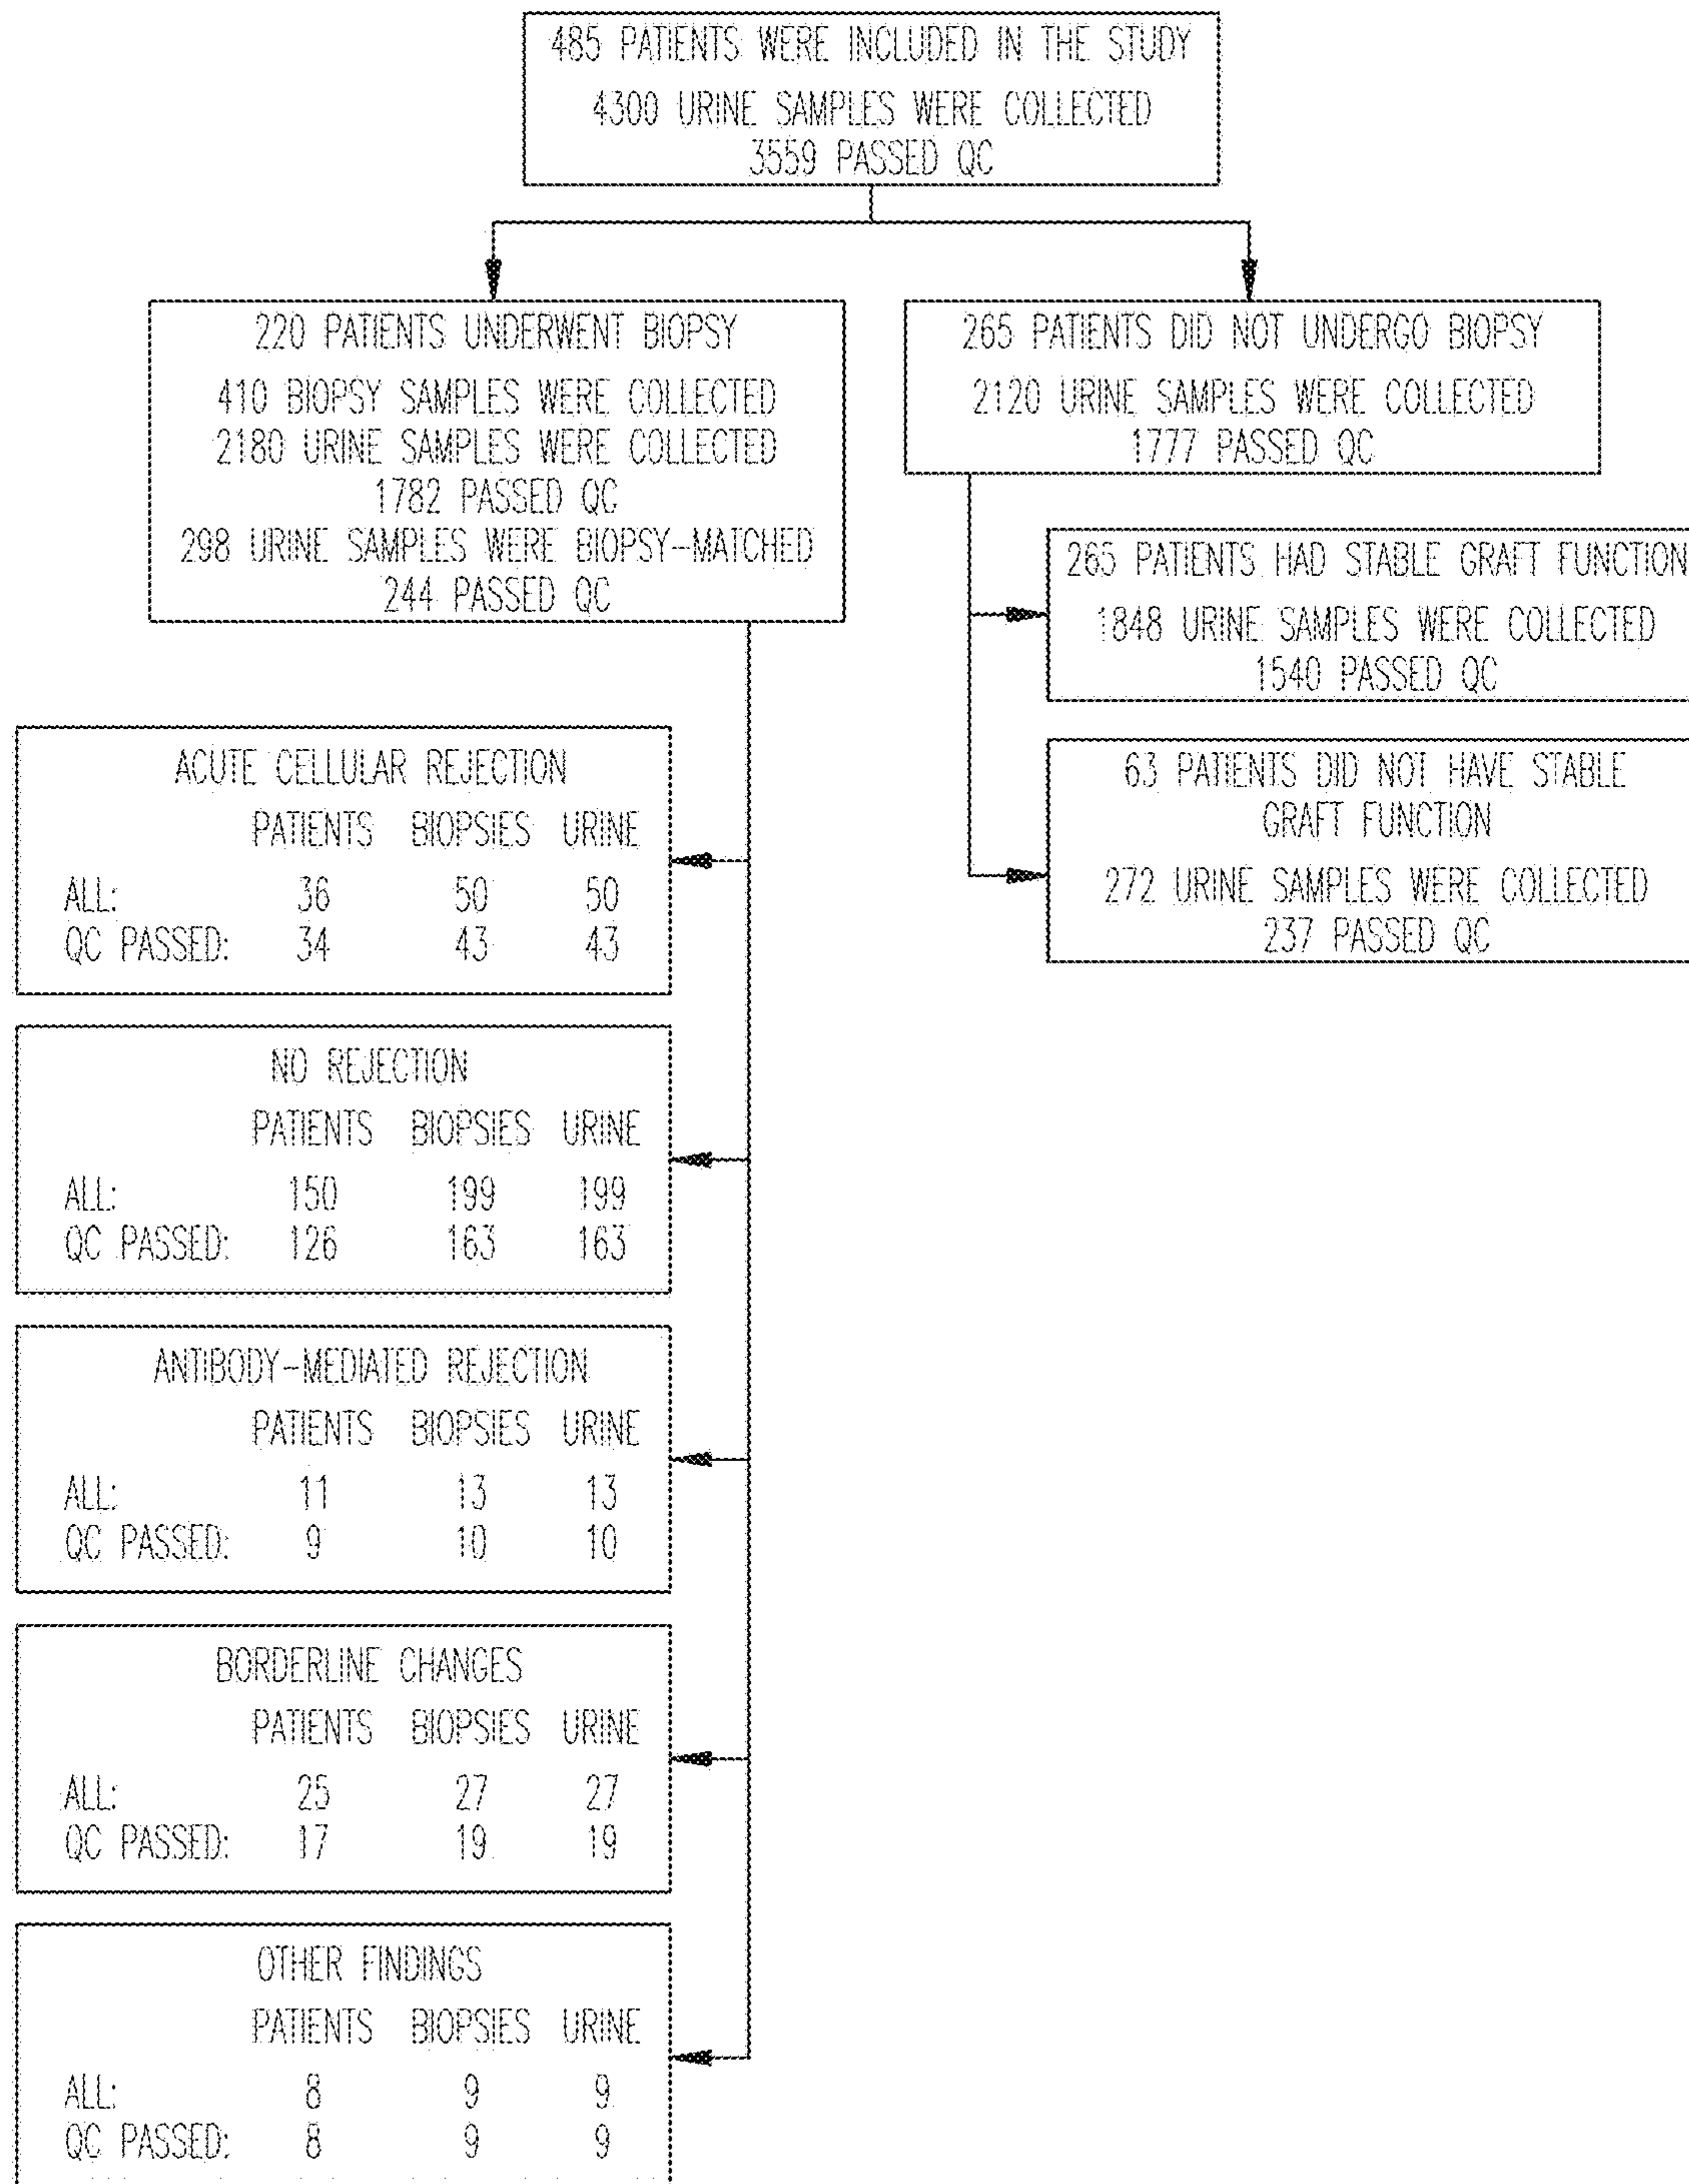 485 PATIENTS WERE INCLUDED IN THE STUDY
4300 URINE SAMPLES WERE COLLECTED
3559 PASSED QC
220 PATIENTS UNDERWENT BIOPSY
410 BIOPSY SAMPLES WERE COLLECTED
2180 URINE SAMPLES WERE COLLECTED
1782 PASSED QC
298 URINE SAMPLES WERE BIOPSY-MATCHED
244 PASSED QC
265 PATIENTS DID NOT UNDERGO BIOPSY
2120 URINE SAMPLES WERE COLLECTED
1777 PASSED QC
265 PATIENTS HAD STABLE GRAFT FUNCTION
1848 URINE SAMPLES WERE COLLECTED
1540 PASSED QC
63 PATIENTS DID NOT HAVE STABLE
GRAFT FUNCTION
272 URINE SAMPLES WERE COLLECTED
237 PASSED QC
ACUTE CELLULAR REJECTION
PATIENTS BIOPSIES URINE
ALL: 36 50 50
QC PASSED: 34 43 43
NO REJECTION
PATIENTS BIOPSIES URINE
ALL: 150 199 199
QC PASSED: 126 163 163
ANTIBODY-MEDIATED REJECTION
PATIENTS BIOPSIES URINE
ALL: 11 13 13
QC PASSED: 9 10 10
BORDERLINE CHANGES
PATIENTS BIOPSIES URINE
ALL: 25 27 27
QC PASSED: 17 19 19
OTHER FINDINGS
PATIENTS BIOPSIES URINE
ALL: 8 9 9
QC PASSED: 8 9 9